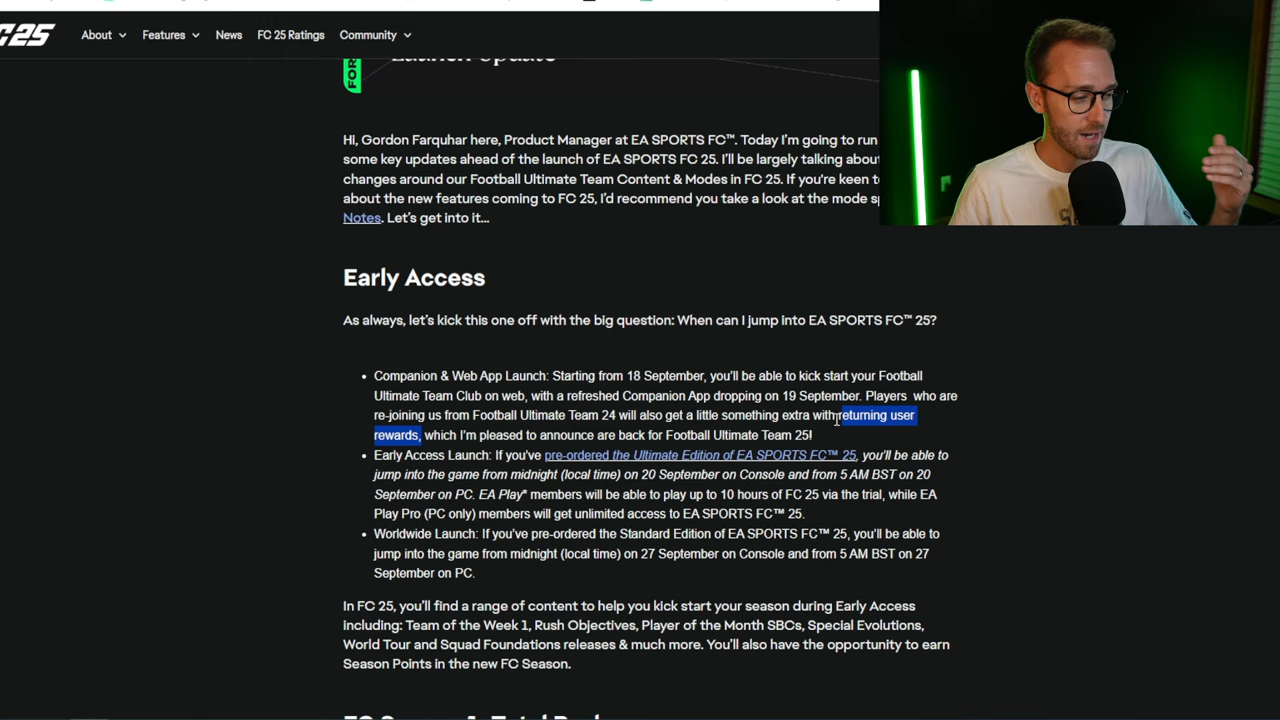 FC25
About
Features
News
FC 25 Ratings
Community
FOR
Launch Update
Hi, Gordon Farquhar here, Product Manager at EA SPORTS FC™. Today I'm going to run
some key updates ahead of the launch of EA SPORTS FC 25. I'll be largely talking about
changes around our Football Ultimate Team Content & Modes in FC 25. If you're keen to
about the new features coming to FC 25, I'd recommend you take a look at the mode sp
Notes. Let's get into it...
Early Access
As always, let's kick this one off with the big question: When can I jump into EA SPORTS FC™ 25?
• Companion & Web App Launch: Starting from 18 September, you'll be able to kick start your Football
Ultimate Team Club on web, with a refreshed Companion App dropping on 19 September. Players who are
re-joining us from Football Ultimate Team 24 will also get a little something extra with returning user
rewards, which I'm pleased to announce are back for Football Ultimate Team 25!
• Early Access Launch: If you've pre-ordered the Ultimate Edition of EA SPORTS FC™ 25, you'll be able to
jump into the game from midnight (local time) on 20 September on Console and from 5 AM BST on 20
September on PC. EA Play* members will be able to play up to 10 hours of FC 25 via the trial, while EA
Play Pro (PC only) members will get unlimited access to EA SPORTS FC™ 25.
• Worldwide Launch: If you've pre-ordered the Standard Edition of EA SPORTS FC™ 25, you'll be able to
jump into the game from midnight (local time) on 27 September on Console and from 5 AM BST on 27
September on PC.
In FC 25, you'll find a range of content to help you kick start your season during Early Access
including: Team of the Week 1, Rush Objectives, Player of the Month SBCs, Special Evolutions,
World Tour and Squad Foundations releases & much more. You'll also have the opportunity to earn
Season Points in the new FC Season.